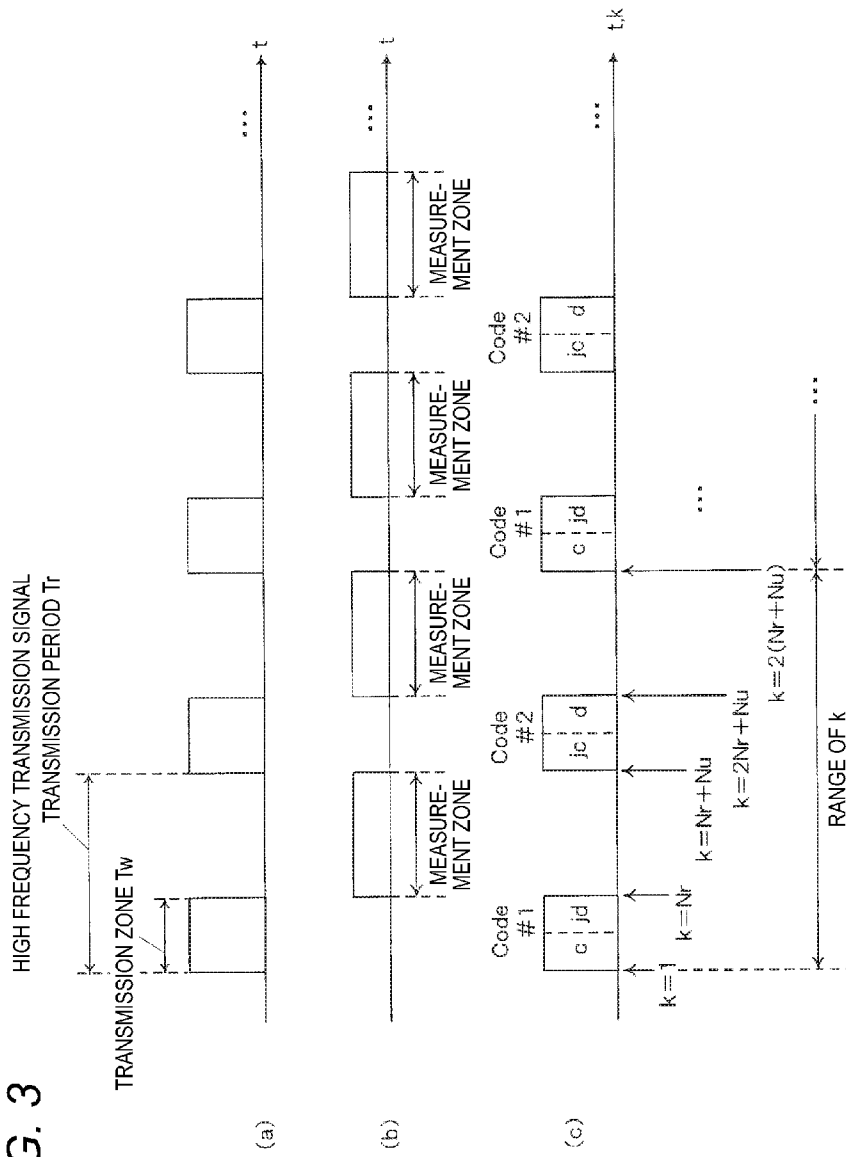 G. 3
HIGH FREQUENCY TRANSMISSION SIGNAL
TRANSMISSION PERIOD Tr
TRANSMISSION ZONE Tw
(a)
...
t
(b)
MEASURE-
MENT ZONE
MEASURE-
MENT ZONE
MEASURE-
MENT ZONE
MEASURE-
MENT ZONE
...
t
(c)
Code
#1
c jd
Code
#2
jc d
Code
#1
c jd
Code
#2
jc d
...
t,k
k=1
k=Nr
k=Nr+Nu
k=2Nr+Nu
k=2(Nr+Nu)
...
RANGE OF k
...